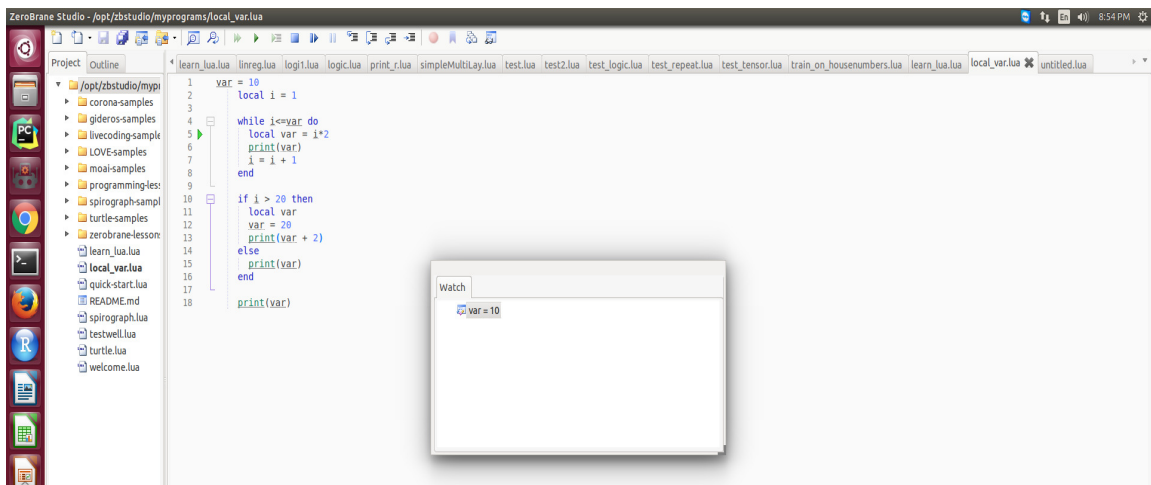 ZeroBrane Studio - /opt/zbstudio/myprograms/local_var.lua
En
8:54 PM
Project Outline
learn_lua.lua linreg.lua logi1.lua logic.lua print_r.lua simpleMultiLay.lua test.lua test2.lua test_logic.lua test_repeat.lua test_tensor.lua train_on_housenumbers.lua learn_lua.lua local_var.lua untitled.lua
/opt/zbstudio/mypr
corona-samples
gideros-samples
livecoding-sample
LOVE-samples
moai-samples
programming-less
spirograph-sampl
turtle-samples
zerobrane-lesson
learn_lua.lua
local_var.lua
quick-start.lua
README.md
spirograph.lua
testwell.lua
turtle.lua
welcome.lua
PC
>_
R
1 var = 10
2 local i = 1
3
4 while i<=var do
5 local var = i*2
6 print(var)
7 i = i + 1
8 end
9
10 if i > 20 then
11 local var
12 var = 20
13 print(var + 2)
14 else
15 print(var)
16 end
17
18 print(var)
Watch
var = 10